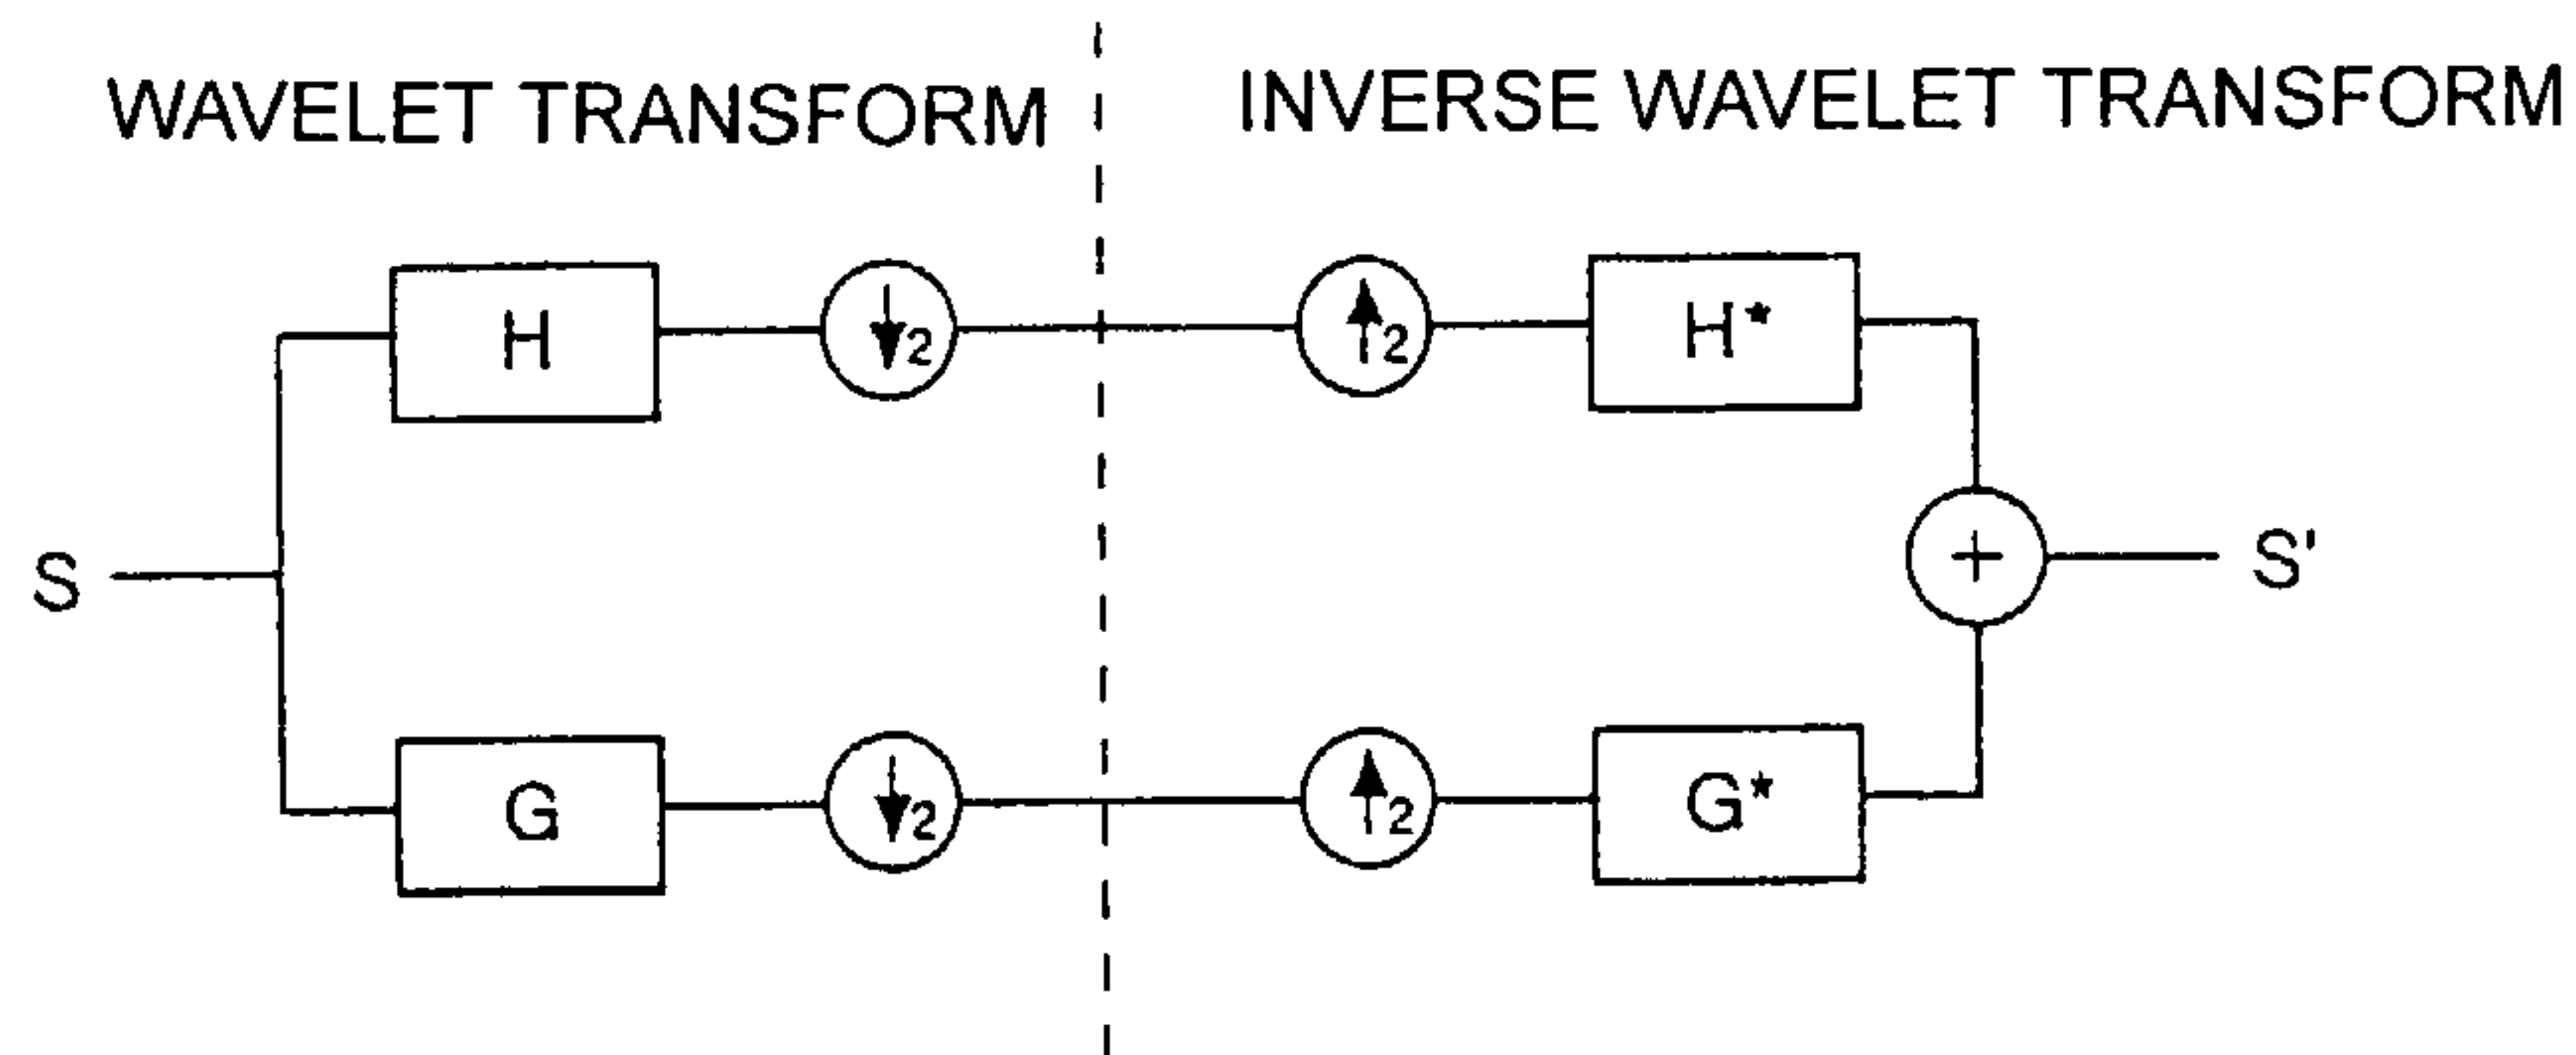 WAVELET TRANSFORM
INVERSE WAVELET TRANSFORM
H
↓2
↑2
H*
S
+
S'
G
↓2
↑2
G*